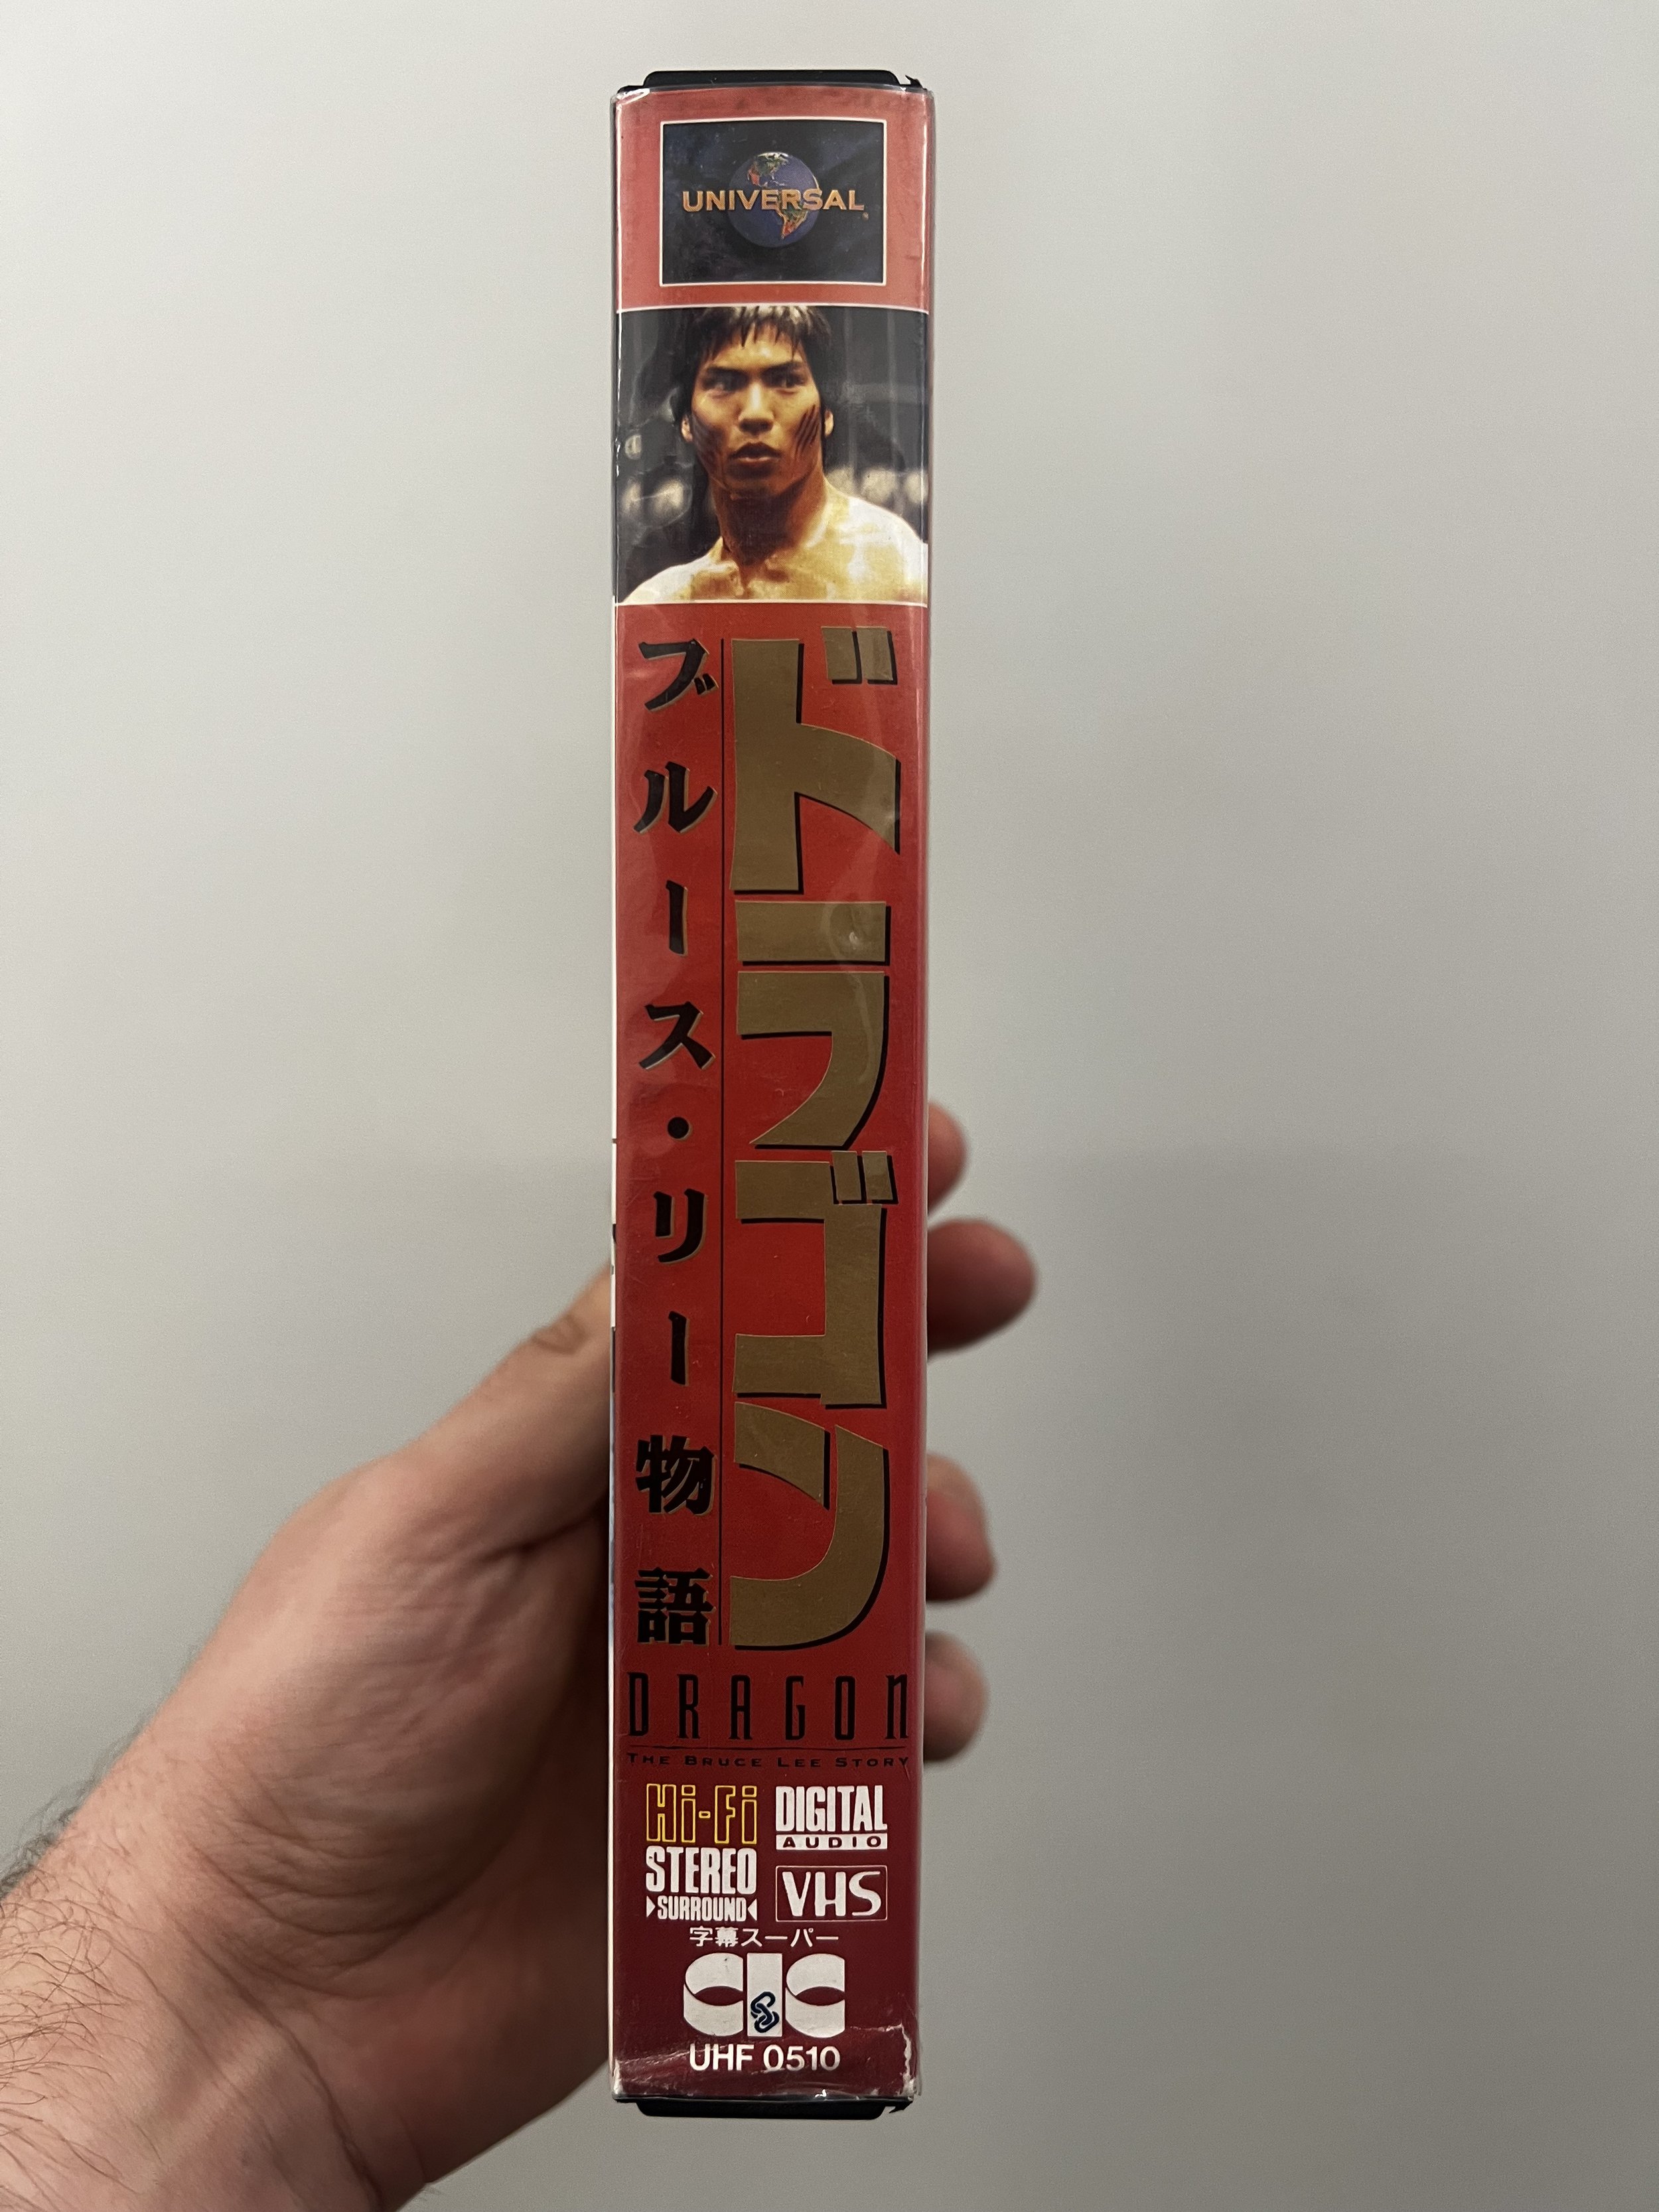 UNIVERSAL
ドラゴン
ブルース・リー物語
DRAGON
THE BRUCE LEE STORY
Hi-Fi
STEREO
SURROUND
DIGITAL
AUDIO
VHS
字幕スーパー
CIC
UHF 0510